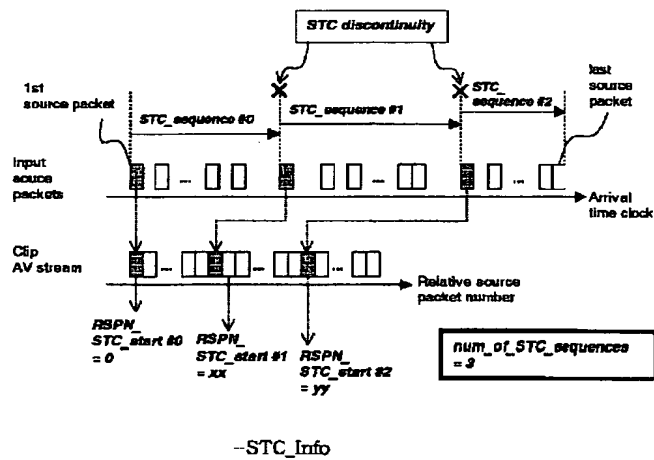 STC discontinuity
1st
source packet
last
source
packet
STC_sequence #0
STC_sequence #1
STC_
sequence #2
Input
souce
packets
...
...
...
Arrival
time clock
Clip
AV stream
...
...
...
Relative source
packet number
RSPN_
STC_start #0
= 0
RSPN_
STC_start #1
= xx
RSPN_
STC_start #2
= yy
num_of_STC_sequences
= 3
--STC_Info